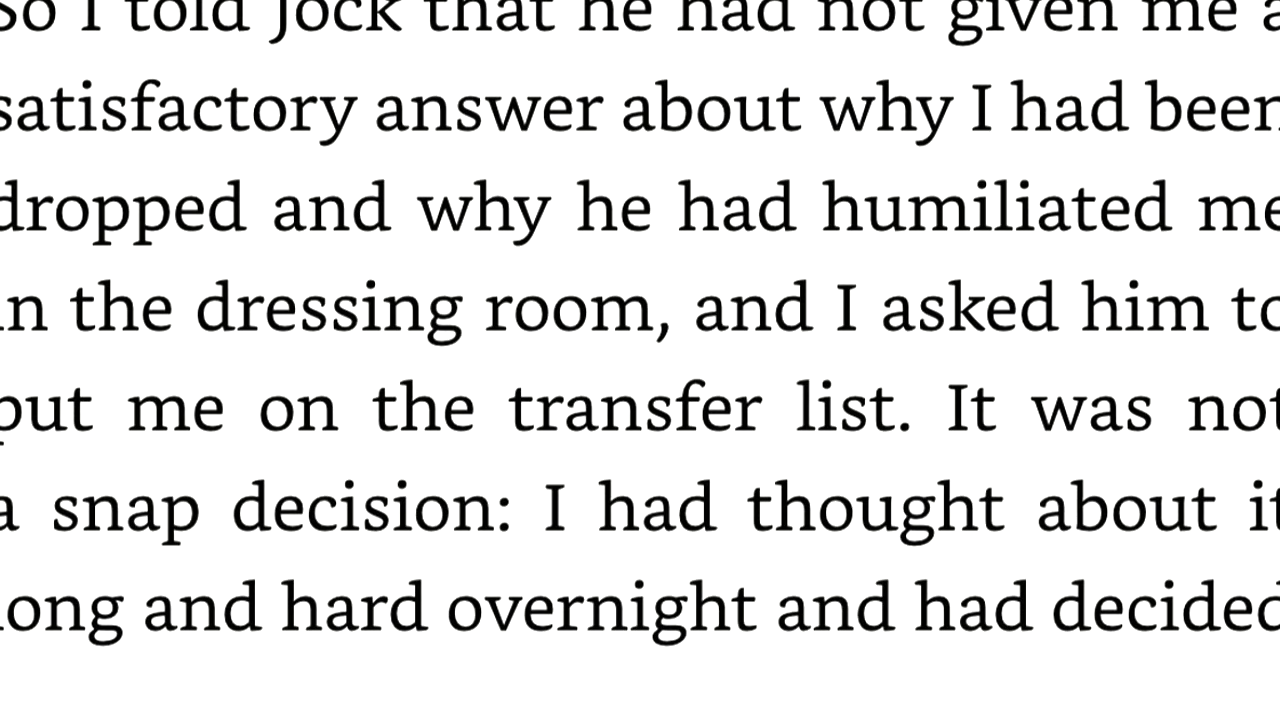 so I told Jock that he had not given me a
satisfactory answer about why I had been
dropped and why he had humiliated me
in the dressing room, and I asked him to
put me on the transfer list. It was not
a snap decision: I had thought about it
long and hard overnight and had decided